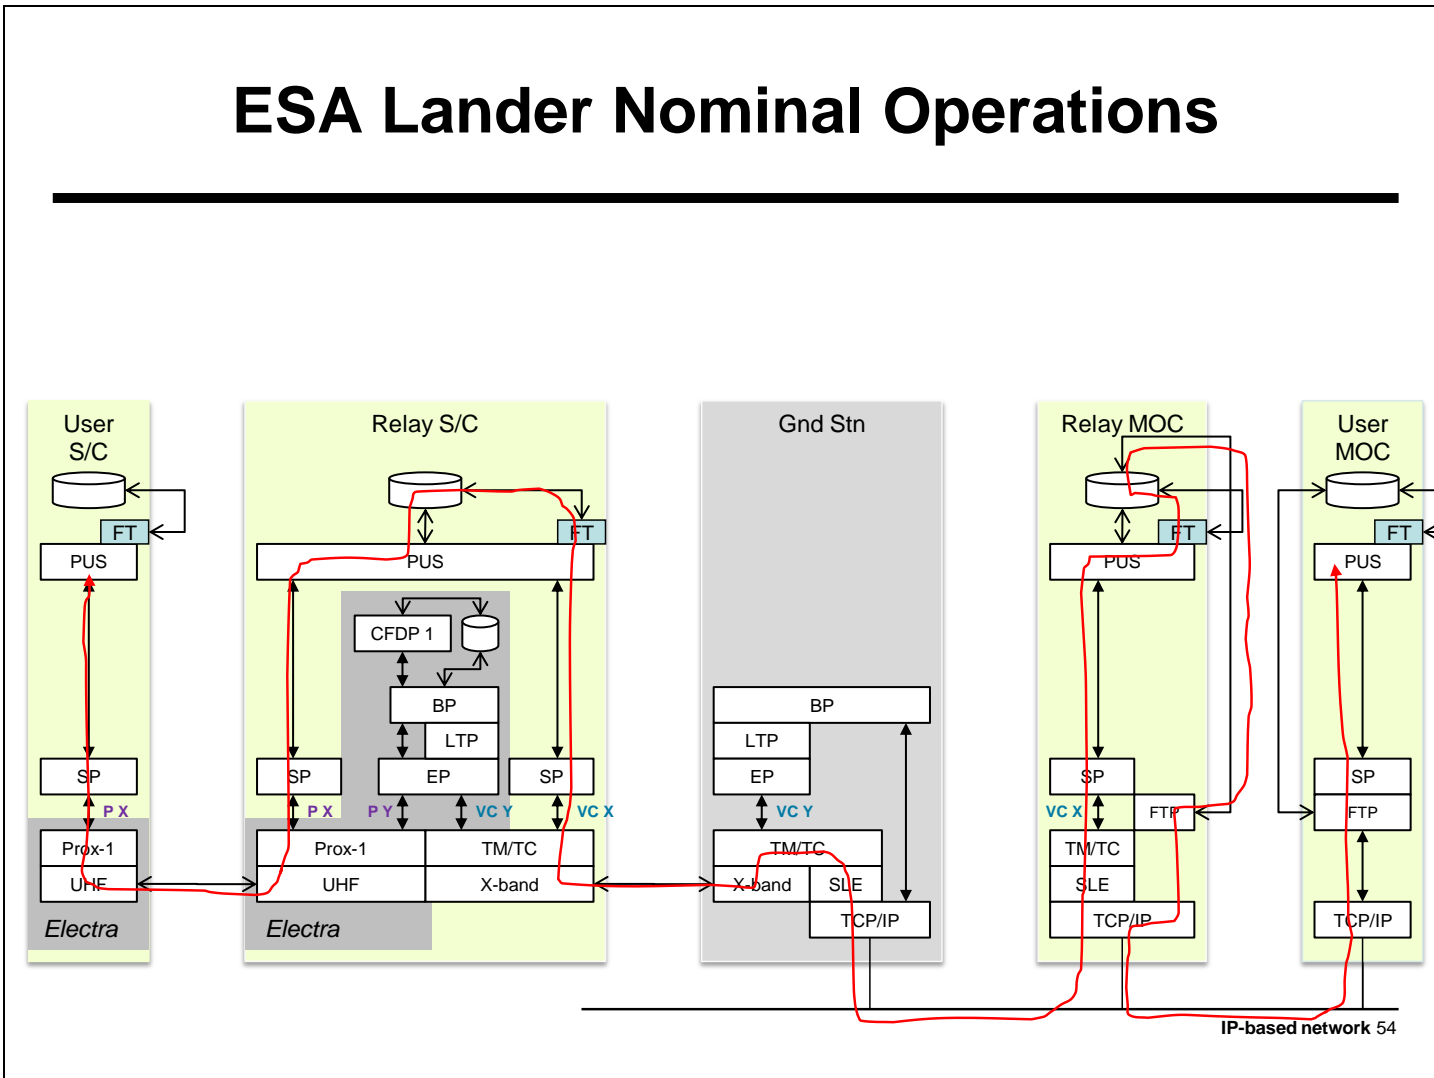 ESA Lander Nominal Operations
User
S/C
FT
PUS
SP
P X
Prox-1
UHF
Electra
Relay S/C
FT
PUS
CFDP 1
BP
LTP
SP
EP
SP
P X
P Y
VC Y
VC X
Prox-1
TM/TC
UHF
X-band
Electra
Gnd Stn
BP
LTP
EP
VC Y
TM/TC
X-band
SLE
TCP/IP
Relay MOC
FT
PUS
SP
VC X
FTP
TM/TC
SLE
TCP/IP
User
MOC
FT
PUS
SP
FTP
TCP/IP
IP-based network 54